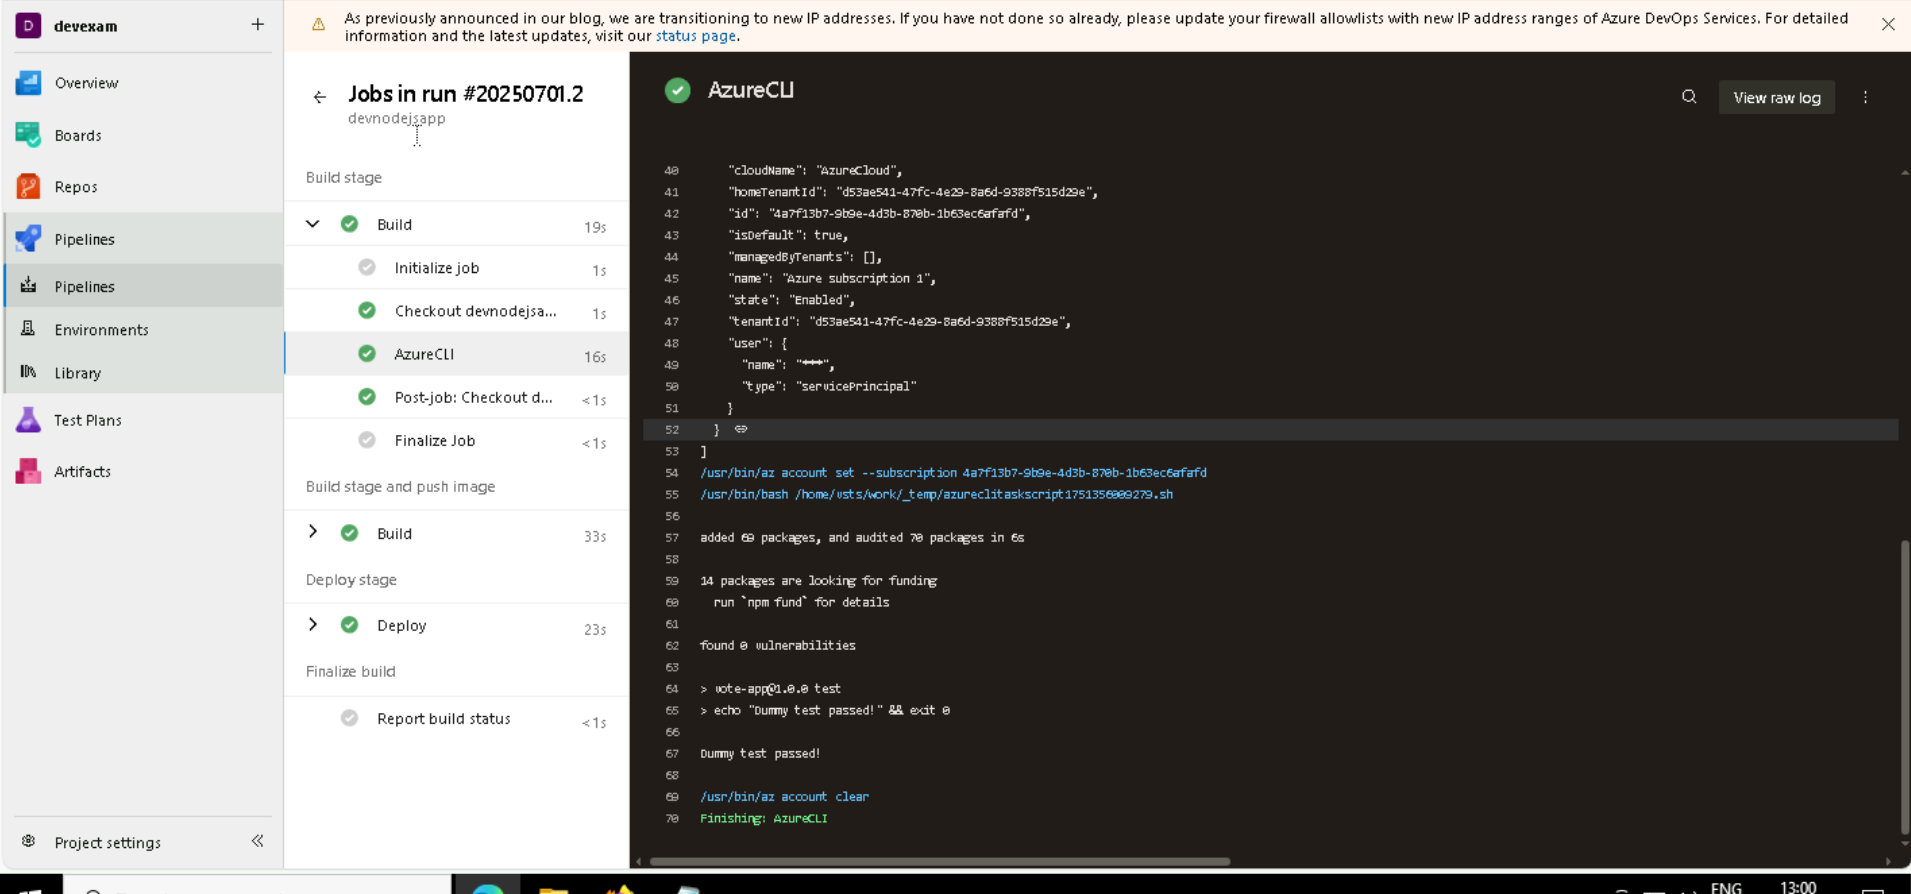 D devexam +
As previously announced in our blog, we are transitioning to new IP addresses. If you have not done so already, please update your firewall allowlists with new IP address ranges of Azure DevOps Services. For detailed
information and the latest updates, visit our status page.
Overview
Boards
Repos
Pipelines
Pipelines
Environments
Library
Test Plans
Artifacts
Project settings
Jobs in run #20250701.2
devnodejsapp
Build stage
Build 19s
Initialize job 1s
Checkout devnodejsa... 1s
AzureCLI 16s
Post-job: Checkout d... <1s
Finalize Job <1s
Build stage and push image
Build 33s
Deploy stage
Deploy 23s
Finalize build
Report build status <1s
AzureCLI
View raw log
40 "cloudName": "AzureCloud",
41 "homeTenantId": "d53ae541-47fc-4e29-8a6d-9388f515d29e",
42 "id": "4a7f13b7-9b9e-4d3b-870b-1b63ec6afafd",
43 "isDefault": true,
44 "managedByTenants": [],
45 "name": "Azure subscription 1",
46 "state": "Enabled",
47 "tenantId": "d53ae541-47fc-4e29-8a6d-9388f515d29e",
48 "user": {
49 "name": "***",
50 "type": "servicePrincipal"
51 }
52 }
53 ]
54 /usr/bin/az account set --subscription 4a7f13b7-9b9e-4d3b-870b-1b63ec6afafd
55 /usr/bin/bash /home/vsts/work/_temp/azureclitaskscript1751356009279.sh
56
57 added 69 packages, and audited 70 packages in 6s
58
59 14 packages are looking for funding
60 run `npm fund` for details
61
62 found 0 vulnerabilities
63
64 > vote-app@1.0.0 test
65 > echo "Dummy test passed!" && exit 0
66
67 Dummy test passed!
68
69 /usr/bin/az account clear
70 Finishing: AzureCLI
ENG 13:00